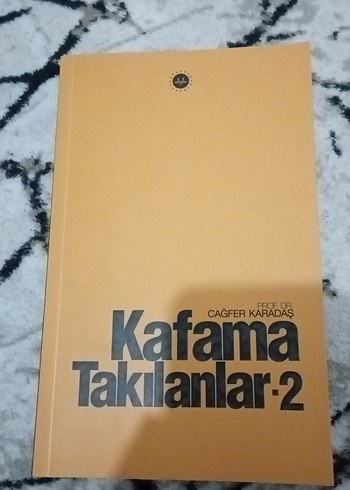 PROF. DR.
CAĞFER KARADAŞ
Kafama
Takılanlar-2